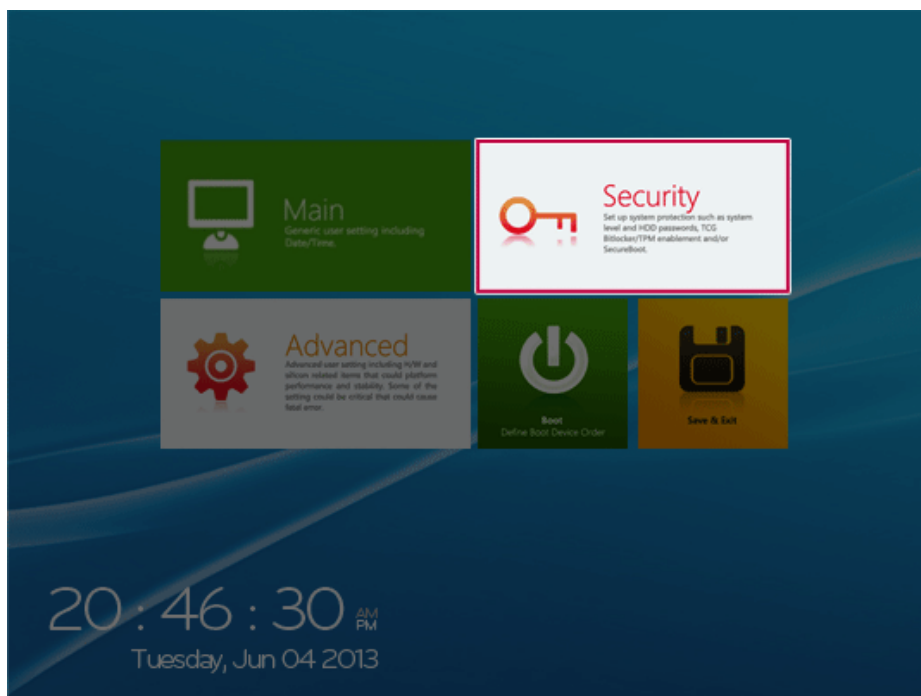 Main
Generic user setting including
Date/Time.
Security
Set up system protection such as system
level and HDD passwords, TCG
Bitlocker/TPM enablement and/or
SecureBoot.
Advanced
Advanced user setting including H/W and
silicon related items that could platform
performance and stability. Some of the
setting could be critical that could cause
fatal error.
Boot
Define Boot Device Order
Save & Exit
20 : 46 : 30 AM
PM
Tuesday, Jun 04 2013